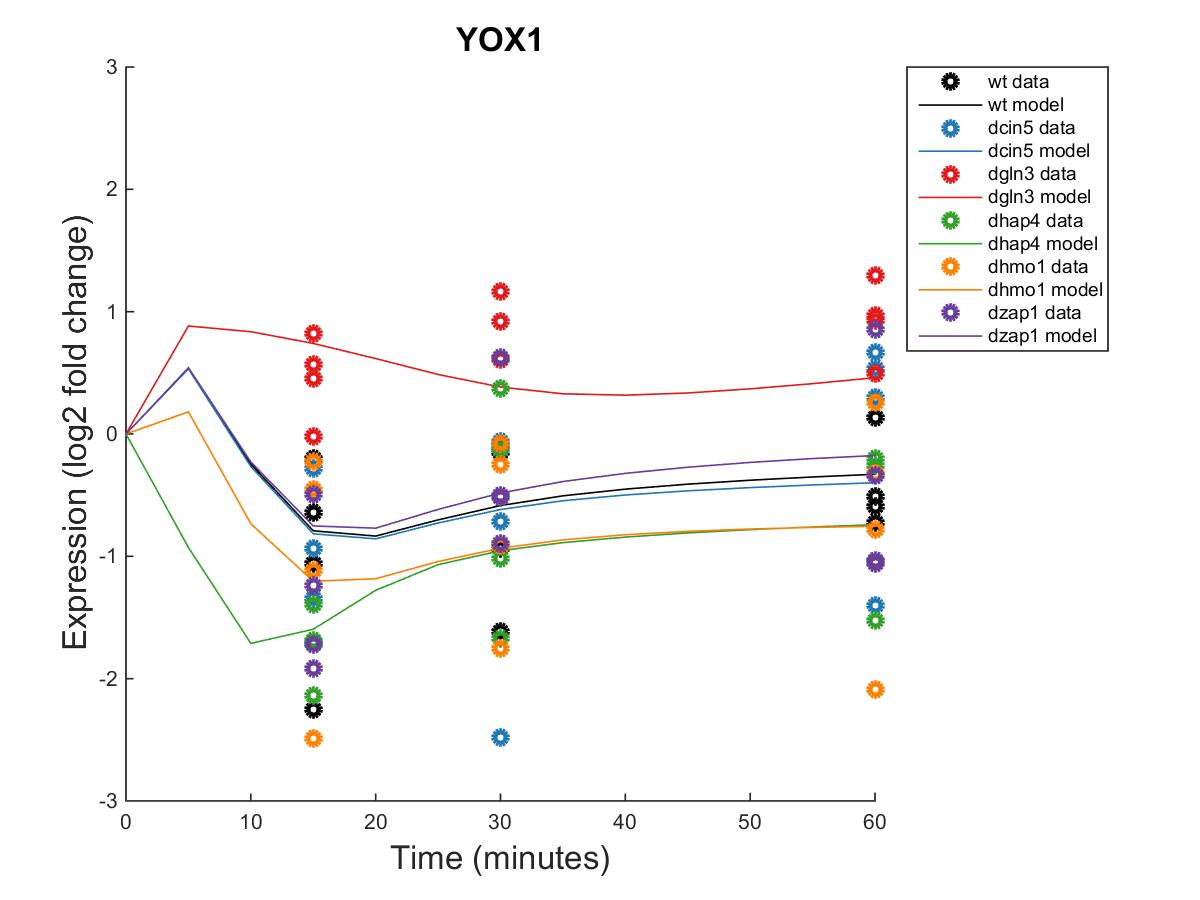 YOX1
3
2
1
0
-1
-2
-3
Expression (log2 fold change)
0 10 20 30 40 50 60
Time (minutes)
wt data
wt model
dcin5 data
dcin5 model
dgln3 data
dgln3 model
dhap4 data
dhap4 model
dhmo1 data
dhmo1 model
dzap1 data
dzap1 model